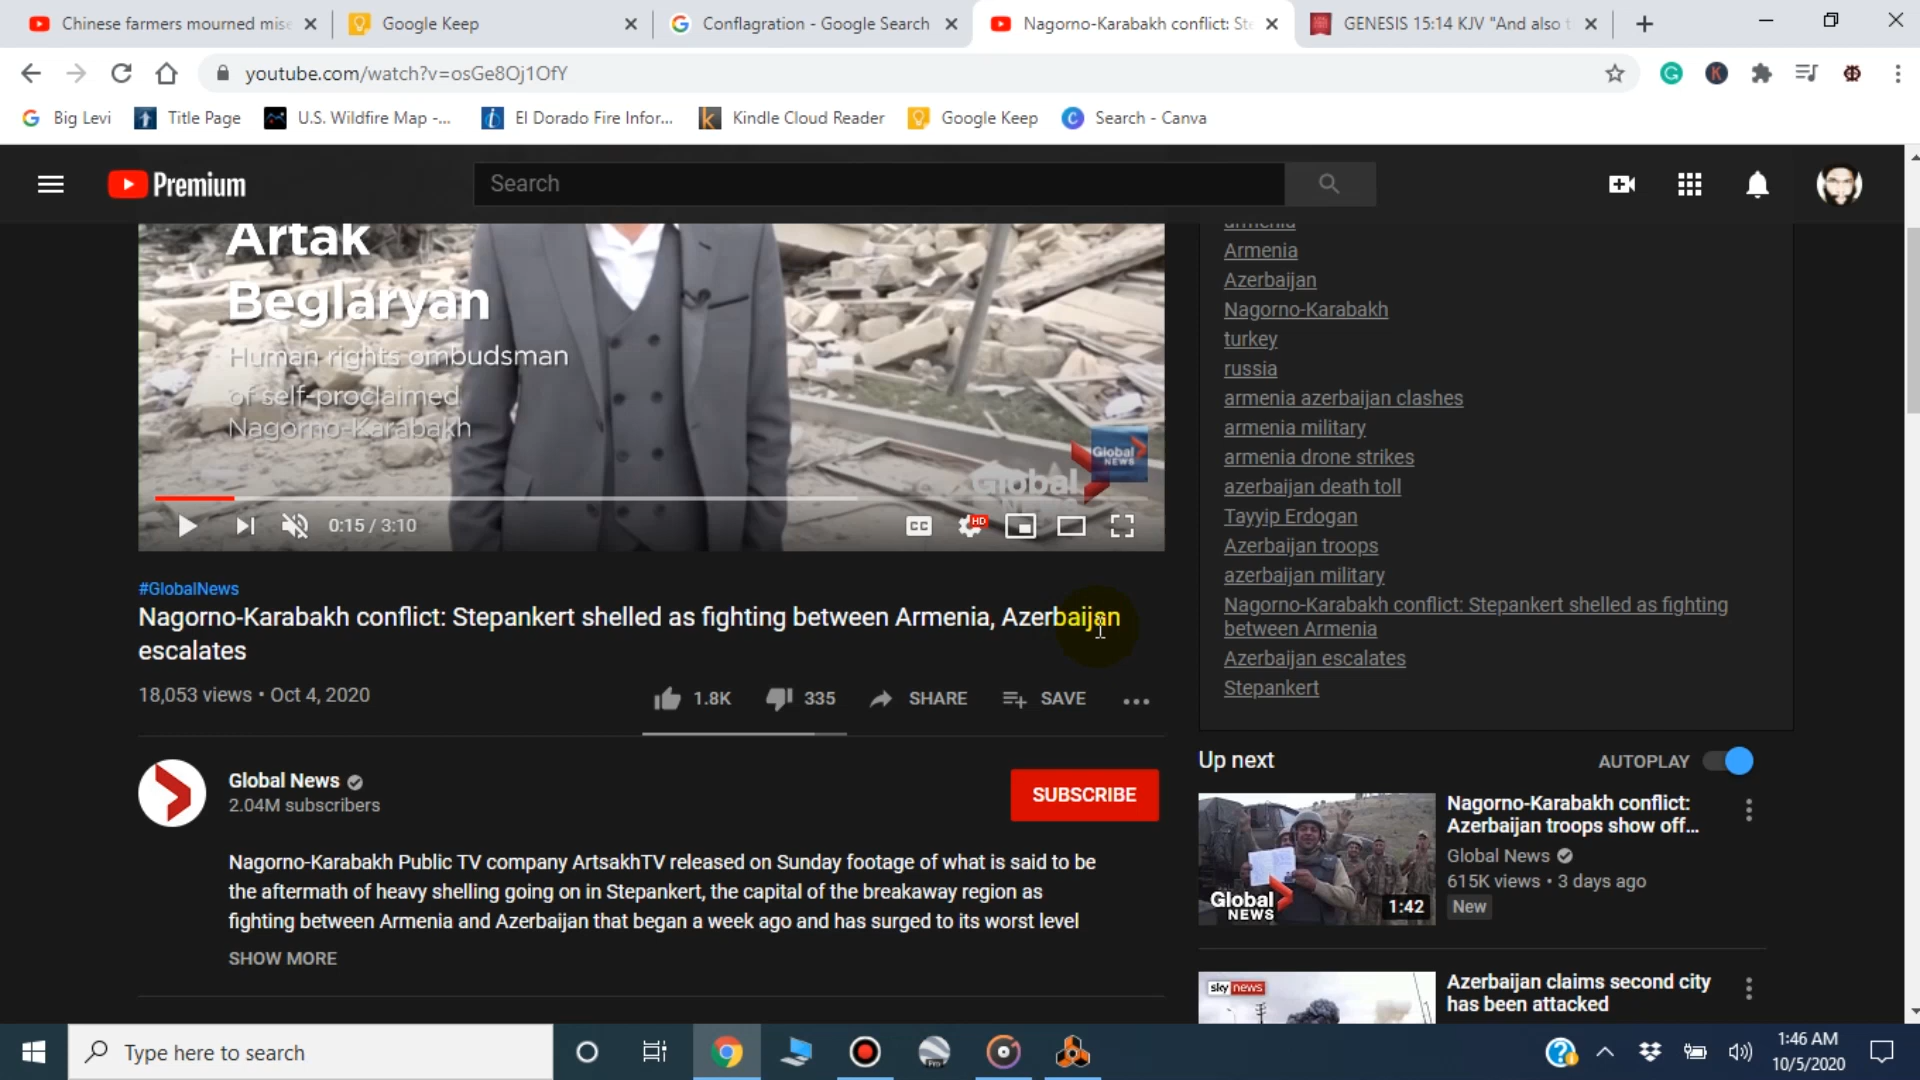 Chinese farmers mourned mise
Google Keep
Conflagration - Google Search
Nagorno-Karabakh conflict: Ste
GENESIS 15:14 KJV "And also t
youtube.com/watch?v=osGe8Oj1OfY
Big Levi
Title Page
U.S. Wildfire Map -...
El Dorado Fire Infor...
Kindle Cloud Reader
Google Keep
Search - Canva
Premium
Search
Artak
Beglaryan
Human rights ombudsman
of self-proclaimed
Nagorno-Karabakh
Global
NEWS
Global
0:15 / 3:10
CC
HD
#GlobalNews
Nagorno-Karabakh conflict: Stepankert shelled as fighting between Armenia, Azerbaijan
escalates
18,053 views • Oct 4, 2020
1.8K
335
SHARE
SAVE
Global News
2.04M subscribers
SUBSCRIBE
Nagorno-Karabakh Public TV company ArtsakhTV released on Sunday footage of what is said to be
the aftermath of heavy shelling going on in Stepankert, the capital of the breakaway region as
fighting between Armenia and Azerbaijan that began a week ago and has surged to its worst level
SHOW MORE
armenia
Armenia
Azerbaijan
Nagorno-Karabakh
turkey
russia
armenia azerbaijan clashes
armenia military
armenia drone strikes
azerbaijan death toll
Tayyip Erdogan
Azerbaijan troops
azerbaijan military
Nagorno-Karabakh conflict: Stepankert shelled as fighting
between Armenia
Azerbaijan escalates
Stepankert
Up next
AUTOPLAY
Global
NEWS
1:42
Nagorno-Karabakh conflict:
Azerbaijan troops show off...
Global News
615K views • 3 days ago
New
sky news
Azerbaijan claims second city
has been attacked
Type here to search
1:46 AM
10/5/2020